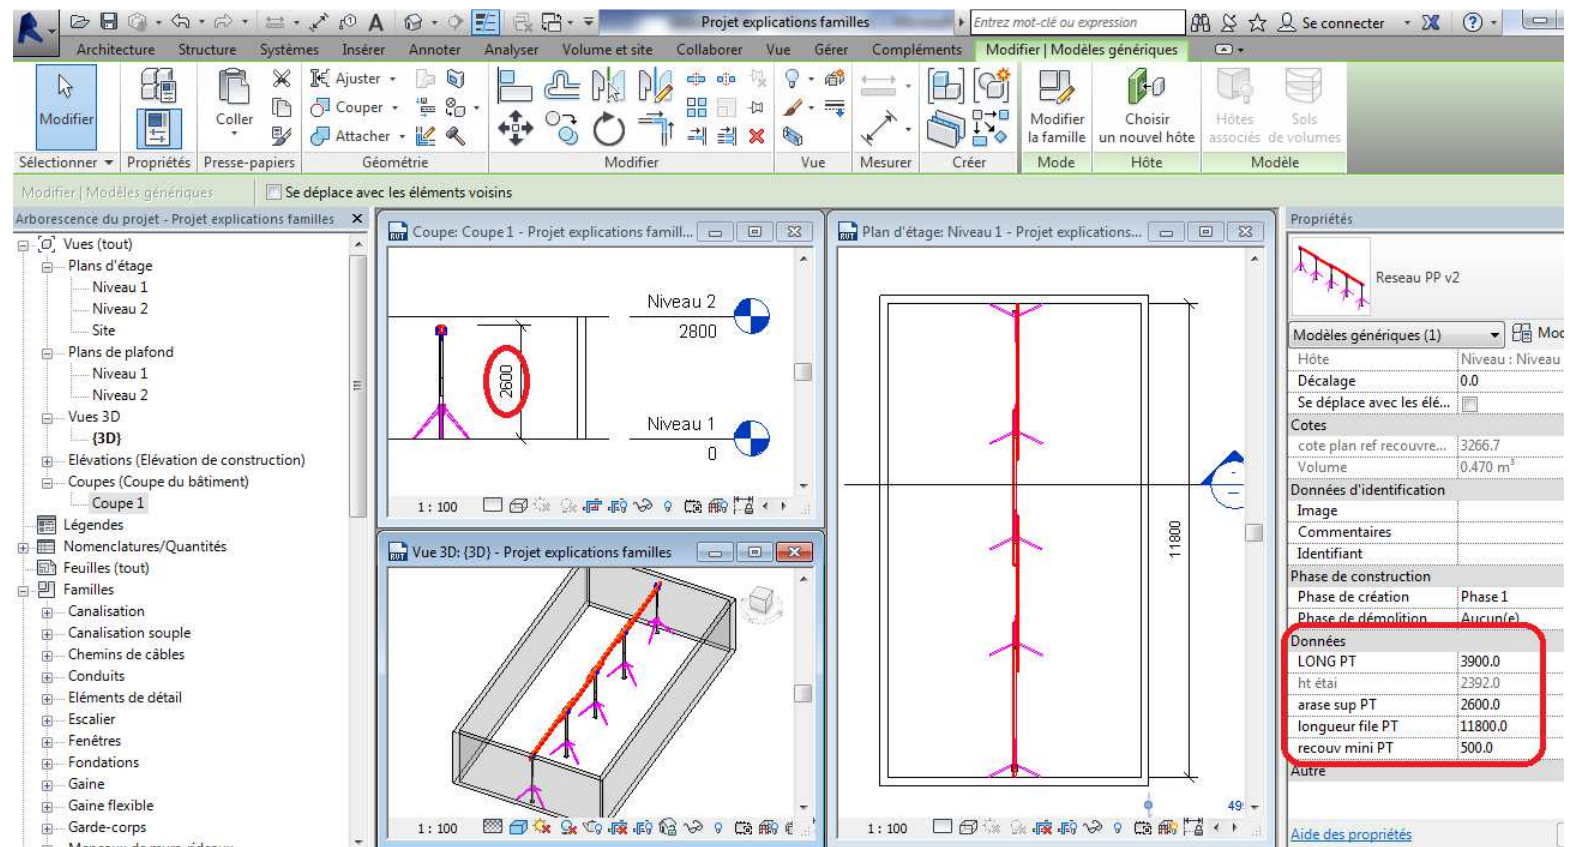 Projet explications familles
Entrez mot-clé ou expression
Se connecter
Architecture Structure Systèmes Insérer Annoter Analyser Volume et site Collaborer Vue Gérer Compléments Modifier | Modèles génériques
Modifier
Coller
Ajuster
Couper
Attacher
Modifier la famille
Choisir un nouvel hôte
Hôtes associés
Sols de volumes
Sélectionner Propriétés Presse-papiers Géométrie Modifier Vue Mesurer Créer Mode Hôte Modèle
Modifier | Modèles génériques
Se déplace avec les éléments voisins
Arborescence du projet - Projet explications familles
Vues (tout)
Plans d'étage
Niveau 1
Niveau 2
Site
Plans de plafond
Niveau 1
Niveau 2
Vues 3D
{3D}
Elévations (Elévation de construction)
Coupes (Coupe du bâtiment)
Coupe 1
Légendes
Nomenclatures/Quantités
Feuilles (tout)
Familles
Canalisation
Canalisation souple
Chemins de câbles
Conduits
Eléments de détail
Escalier
Fenêtres
Fondations
Gaine
Gaine flexible
Garde-corps
Coupe: Coupe 1 - Projet explications famill...
Niveau 2
2800
2600
Niveau 1
0
1 : 100
Vue 3D: {3D} - Projet explications familles
1 : 100
Plan d'étage: Niveau 1 - Projet explications...
11800
49
1 : 100
Propriétés
Reseau PP v2
Modèles génériques (1)
Hôte Niveau : Niveau
Décalage 0.0
Se déplace avec les élé...
Cotes
cote plan ref recouvre... 3266.7
Volume 0.470 m³
Données d'identification
Image
Commentaires
Identifiant
Phase de construction
Phase de création Phase 1
Phase de démolition Aucun(e)
Données
LONG PT 3900.0
ht étai 2392.0
arase sup PT 2600.0
longueur file PT 11800.0
recouv mini PT 500.0
Autre
Aide des propriétés